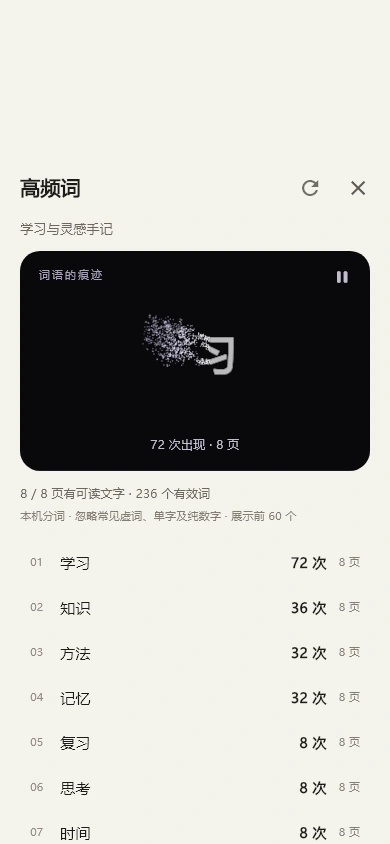 高频词
学习与灵感手记
词语的痕迹
习
72 次出现 · 8 页
8 / 8 页有可读文字 · 236 个有效词
本机分词 · 忽略常见虚词、单字及纯数字 · 展示前 60 个
01 学习 72 次 8 页
02 知识 36 次 8 页
03 方法 32 次 8 页
04 记忆 32 次 8 页
05 复习 8 次 8 页
06 思考 8 次 8 页
07 时间 8 次 8 页